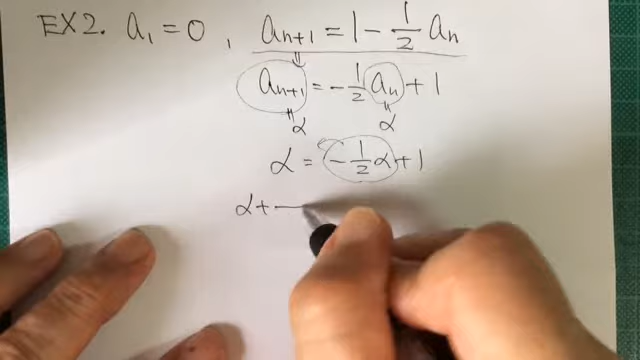 EX2. a₁ = 0 , aₙ₊₁ = 1 − 1/2 aₙ
aₙ₊₁ = −1/2 aₙ + 1
α α
α = −1/2 α + 1
α + —